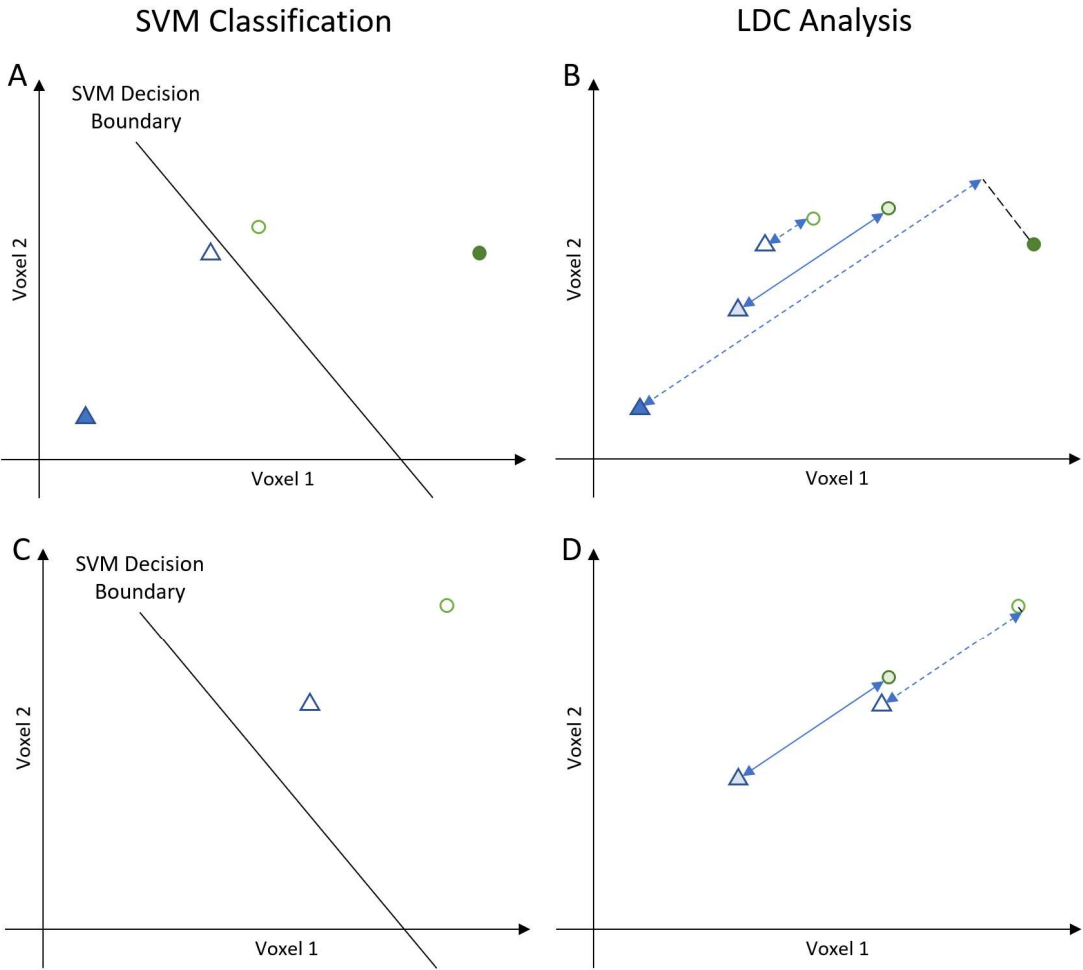 SVM Classification
LDC Analysis
A
SVM Decision
Boundary
Voxel 2
Voxel 1
B
Voxel 2
Voxel 1
C
SVM Decision
Boundary
Voxel 2
Voxel 1
D
Voxel 2
Voxel 1